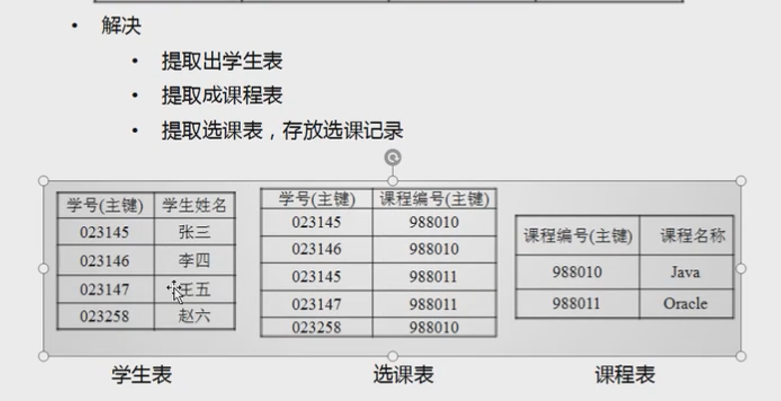 • 解决
• 提取出学生表
• 提取成课程表
• 提取选课表，存放选课记录
学号(主键) 学生姓名
023145 张三
023146 李四
023147 王五
023258 赵六
学号(主键) 课程编号(主键)
023145 988010
023146 988010
023145 988011
023147 988011
023258 988010
课程编号(主键) 课程名称
988010 Java
988011 Oracle
学生表 选课表 课程表